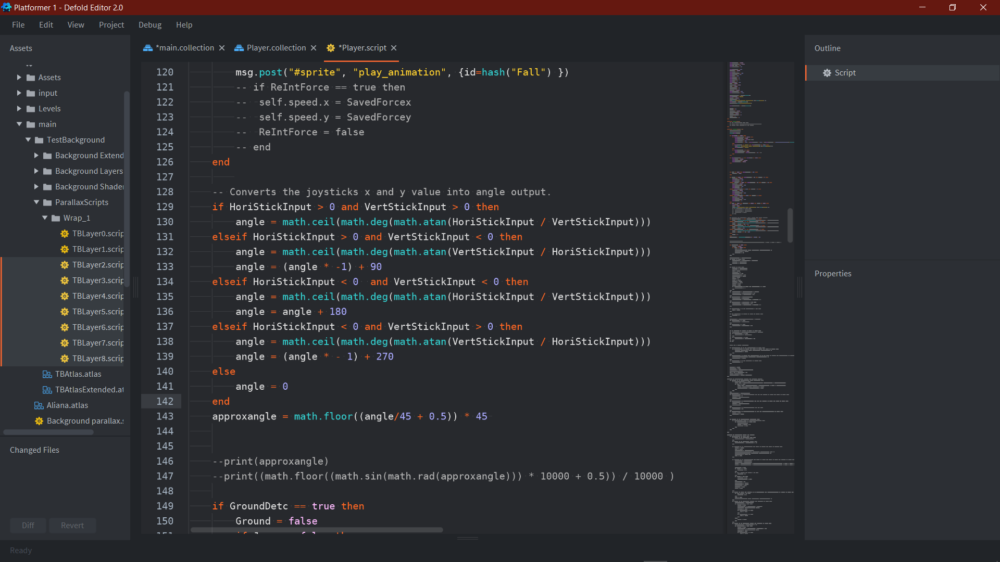 Platformer 1 - Defold Editor 2.0
File Edit View Project Debug Help
Assets
Assets
input
Levels
main
TestBackground
Background Extend
Background Layers
Background Shader
ParallaxScripts
Wrap_1
TBLayer0.scrip
TBLayer1.scrip
TBLayer2.scrip
TBLayer3.scrip
TBLayer4.scrip
TBLayer5.scrip
TBLayer6.scrip
TBLayer7.scrip
TBLayer8.scrip
TBAtlas.atlas
TBAtlasExtended.at
Aliana.atlas
Background parallax.s
Changed Files
Diff Revert
Ready
*main.collection Player.collection *Player.script
120 msg.post("#sprite", "play_animation", {id=hash("Fall") })
121 -- if ReIntForce == true then
122 -- self.speed.x = SavedForcex
123 -- self.speed.y = SavedForcey
124 -- ReIntForce = false
125 -- end
126 end
127
128 -- Converts the joysticks x and y value into angle output.
129 if HoriStickInput > 0 and VertStickInput > 0 then
130 angle = math.ceil(math.deg(math.atan(HoriStickInput / VertStickInput)))
131 elseif HoriStickInput > 0 and VertStickInput < 0 then
132 angle = math.ceil(math.deg(math.atan(VertStickInput / HoriStickInput)))
133 angle = (angle * -1) + 90
134 elseif HoriStickInput < 0  and VertStickInput < 0 then
135 angle = math.ceil(math.deg(math.atan(HoriStickInput / VertStickInput)))
136 angle = angle + 180
137 elseif HoriStickInput < 0 and VertStickInput > 0 then
138 angle = math.ceil(math.deg(math.atan(VertStickInput / HoriStickInput)))
139 angle = (angle * - 1) + 270
140 else
141 angle = 0
142 end
143 approxangle = math.floor((angle/45 + 0.5)) * 45
144
145
146 --print(approxangle)
147 --print((math.floor((math.sin(math.rad(approxangle))) * 10000 + 0.5)) / 10000 )
148
149 if GroundDetc == true then
150 Ground = false
Outline
Script
Properties